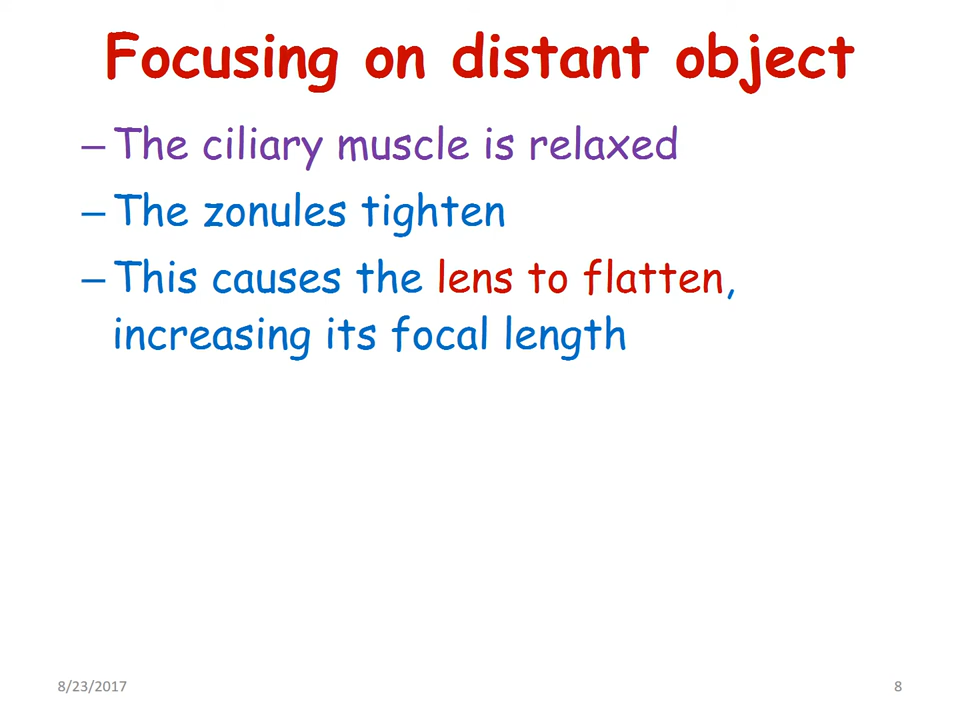 Focusing on distant object
– The ciliary muscle is relaxed
– The zonules tighten
– This causes the lens to flatten,
increasing its focal length
8/23/2017
8